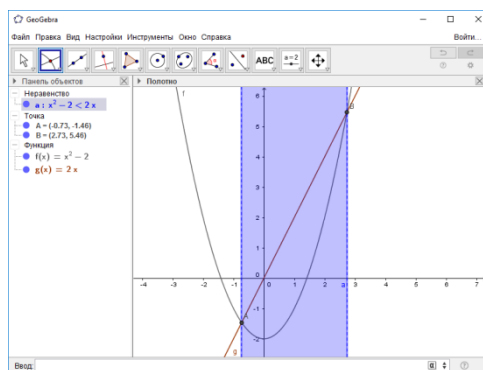 GeoGebra
Файл Правка Вид Настройки Инструменты Окно Справка
Войти...
ABC
a=2
Панель объектов
Полотно
Неравенство
a : x² − 2 < 2 x
Точка
A = (-0.73, -1.46)
B = (2.73, 5.46)
Функция
f(x) = x² − 2
g(x) = 2 x
f
B
6
5
4
3
2
1
0
-4 -3 -2 -1 0 1 2 a 3 4 5 6 7
A
-1
-2
g
Ввод:
α